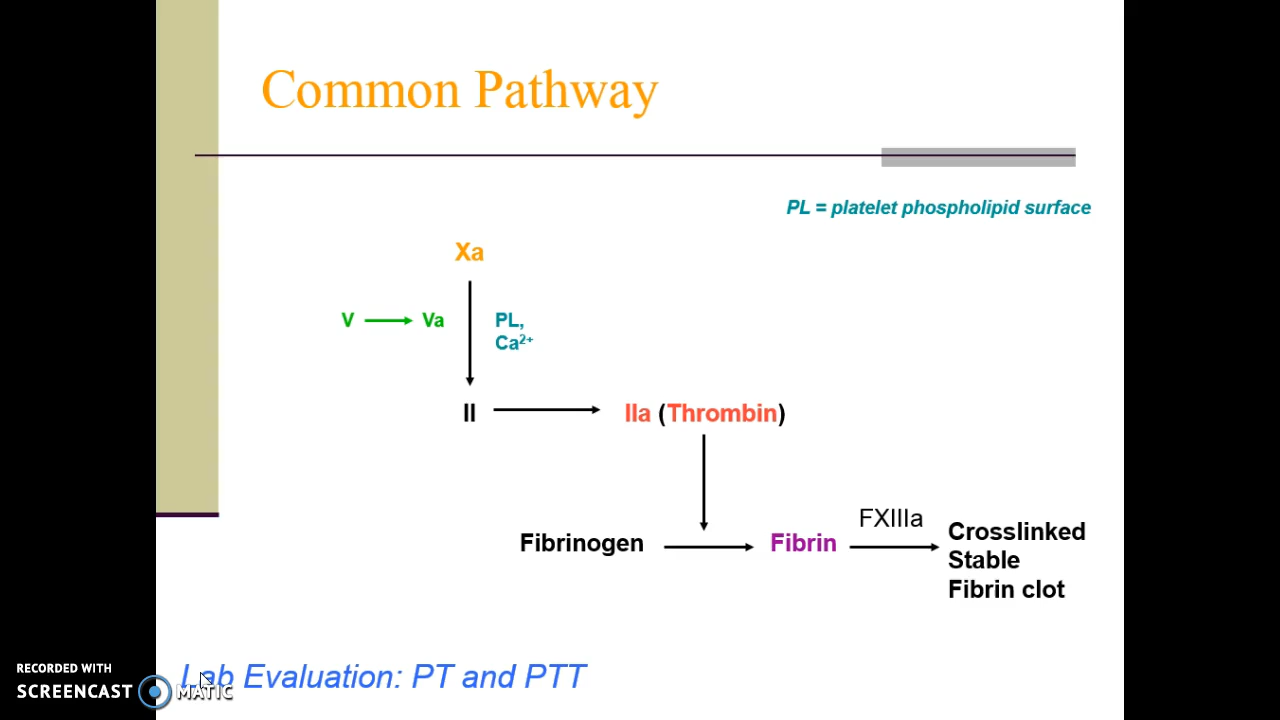 Common Pathway
PL = platelet phospholipid surface
Xa
V Va PL,
Ca²⁺
II IIa (Thrombin)
FXIIIa
Fibrinogen Fibrin Crosslinked
Stable
Fibrin clot
Lab Evaluation: PT and PTT
RECORDED WITH
SCREENCAST MATIC